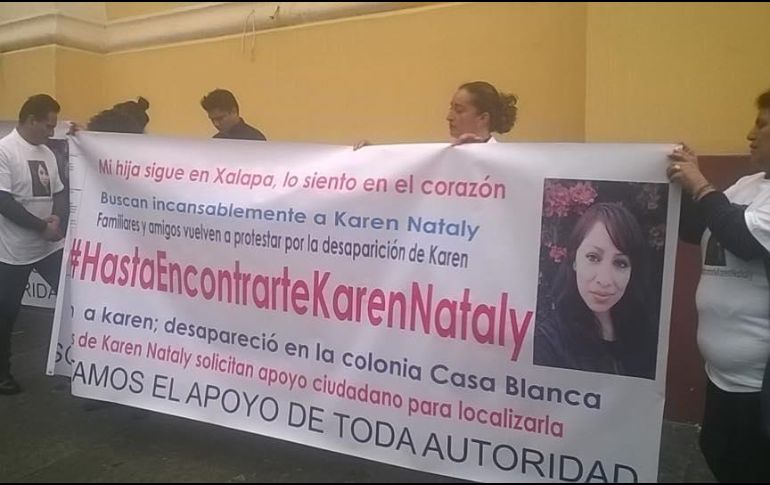 Mi hija sigue en Xalapa, lo siento en el corazón
Buscan incansablemente a Karen Nataly
Familiares y amigos vuelven a protestar por la desaparición de Karen
#HastaEncontrarteKarenNataly
a karen; desapareció en la colonia Casa Blanca
s de Karen Nataly solicitan apoyo ciudadano para localizarla
AMOS EL APOYO DE TODA AUTORIDAD
IDAD